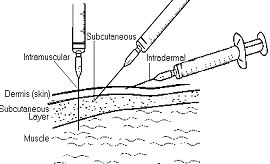 Subcutaneous
Intramuscular
Intradermal
Dermis (skin)
Subcutaneous
Layer
Muscle